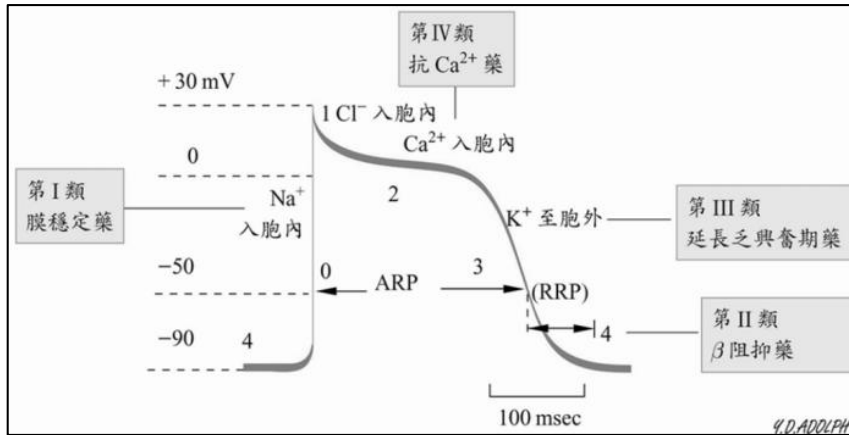 第 IV 類
抗 Ca²⁺ 藥
+30 mV
1 Cl⁻ 入胞內
Ca²⁺ 入胞內
0
第 I 類
膜穩定藥
Na⁺
入胞內
2
K⁺ 至胞外
第 III 類
延長乏興奮期藥
−50
0
ARP
3
(RRP)
−90
4
4
第 II 類
β 阻抑藥
100 msec
Y.D.ADOLPH